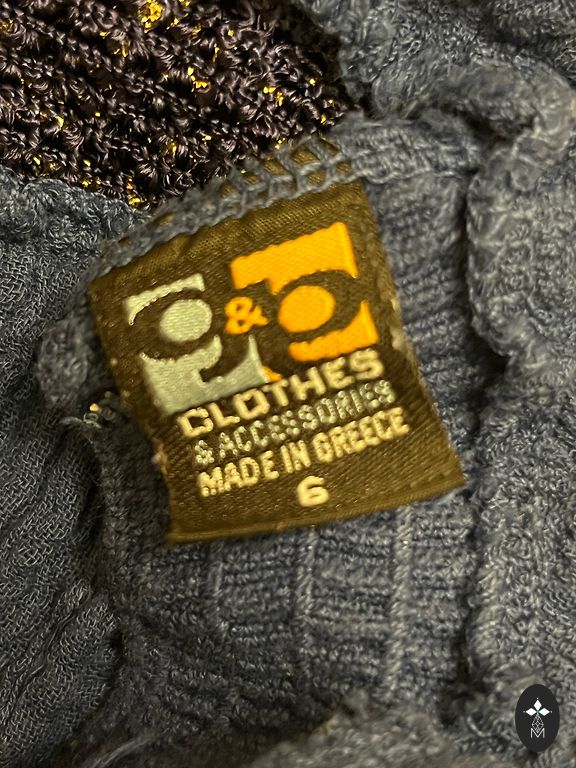 &
CLOTHES
& ACCESSORIES
MADE IN GREECE
6
M